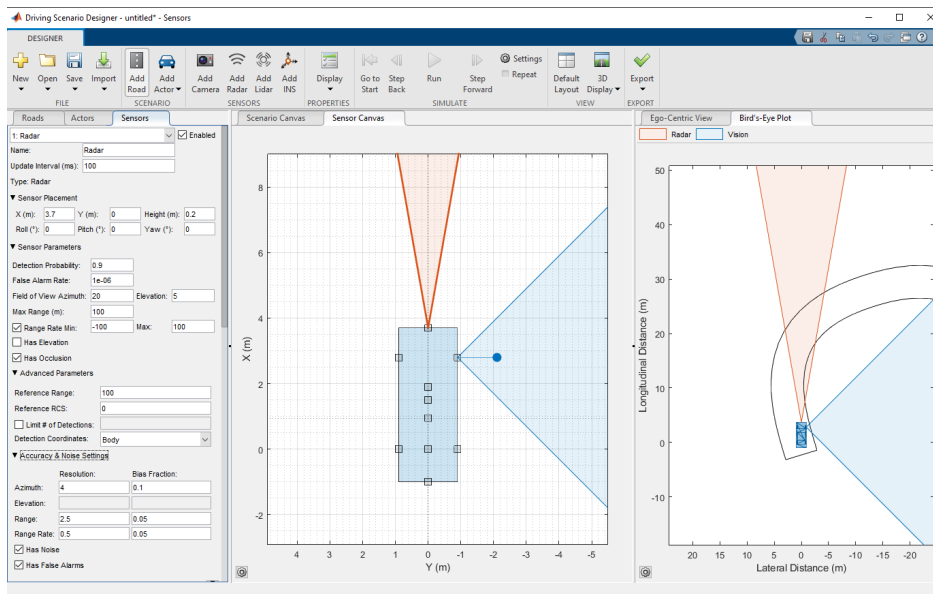 Driving Scenario Designer - untitled* - Sensors
DESIGNER
New Open Save Import Add Road Add Actor Add Camera Add Radar Add Lidar Add INS Display Go to Start Step Back Run Step Forward Settings Repeat Default Layout 3D Display Export
FILE SCENARIO SENSORS PROPERTIES SIMULATE VIEW EXPORT
Roads Actors Sensors
1: Radar Enabled
Name: Radar
Update Interval (ms): 100
Type: Radar
Sensor Placement
X (m): 3.7 Y (m): 0 Height (m): 0.2
Roll (°): 0 Pitch (°): 0 Yaw (°): 0
Sensor Parameters
Detection Probability: 0.9
False Alarm Rate: 1e-06
Field of View Azimuth: 20 Elevation: 5
Max Range (m): 100
Range Rate Min: -100 Max: 100
Has Elevation
Has Occlusion
Advanced Parameters
Reference Range: 100
Reference RCS: 0
Limit # of Detections:
Detection Coordinates: Body
Accuracy & Noise Settings
Resolution: Bias Fraction:
Azimuth: 4 0.1
Elevation:
Range: 2.5 0.05
Range Rate: 0.5 0.05
Has Noise
Has False Alarms
Scenario Canvas Sensor Canvas
8
6
4
2
0
-2
X (m)
4 3 2 1 0 -1 -2 -3 -4 -5
Y (m)
Ego-Centric View Bird's-Eye Plot
Radar Vision
50
40
30
20
10
0
-10
Longitudinal Distance (m)
20 15 10 5 0 -5 -10 -15 -20
Lateral Distance (m)